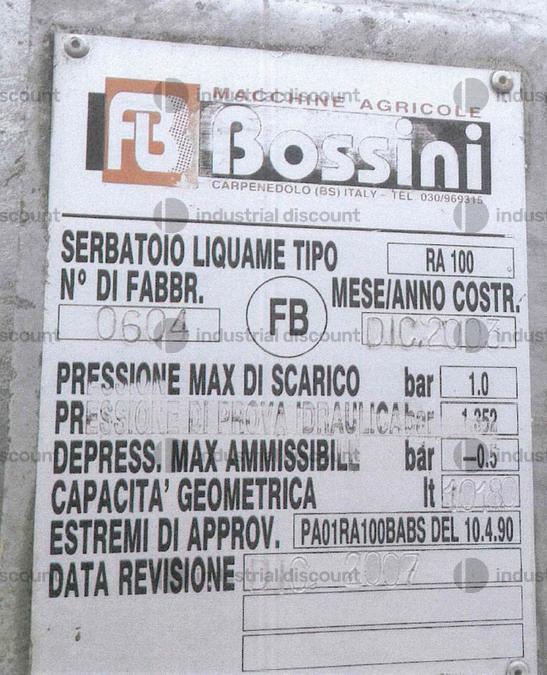 MACCHINE AGRICOLE
FB Bossini
CARPENEDOLO (BS) ITALY - TEL. 030/969315
SERBATOIO LIQUAME TIPO RA 100
N° DI FABBR. FB MESE/ANNO COSTR.
0604 DIC. 2003
PRESSIONE MAX DI SCARICO bar 1.0
PRESSIONE DI PROVA IDRAULICA bar 1.352
DEPRESS. MAX AMMISSIBILE bar –0.5
CAPACITA' GEOMETRICA lt 10180
ESTREMI DI APPROV. PA01RA100BABS DEL 10.4.90
DATA REVISIONE DIC 2007
industrial discount